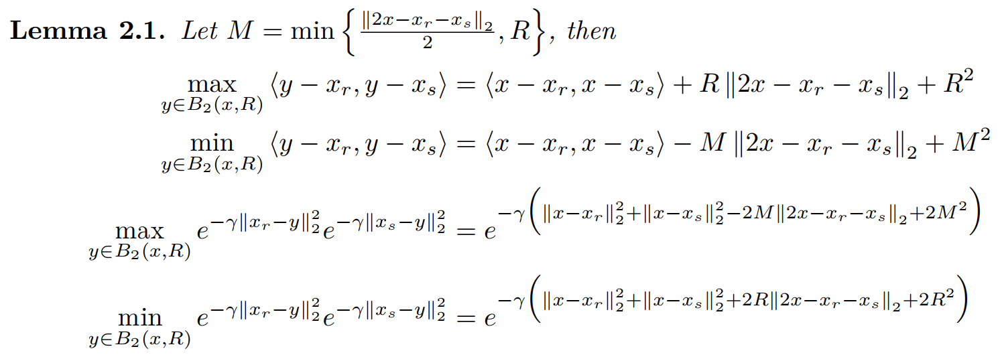 Lemma 2.1. Let $M = \min\left\{\frac{\|2x-x_r-x_s\|_2}{2}, R\right\}$, then
$\max_{y \in B_2(x,R)} \langle y - x_r, y - x_s \rangle = \langle x - x_r, x - x_s \rangle + R \|2x - x_r - x_s\|_2 + R^2$
$\min_{y \in B_2(x,R)} \langle y - x_r, y - x_s \rangle = \langle x - x_r, x - x_s \rangle - M \|2x - x_r - x_s\|_2 + M^2$
$\max_{y \in B_2(x,R)} e^{-\gamma\|x_r-y\|_2^2} e^{-\gamma\|x_s-y\|_2^2} = e^{-\gamma\left(\|x-x_r\|_2^2+\|x-x_s\|_2^2-2M\|2x-x_r-x_s\|_2+2M^2\right)}$
$\min_{y \in B_2(x,R)} e^{-\gamma\|x_r-y\|_2^2} e^{-\gamma\|x_s-y\|_2^2} = e^{-\gamma\left(\|x-x_r\|_2^2+\|x-x_s\|_2^2+2R\|2x-x_r-x_s\|_2+2R^2\right)}$